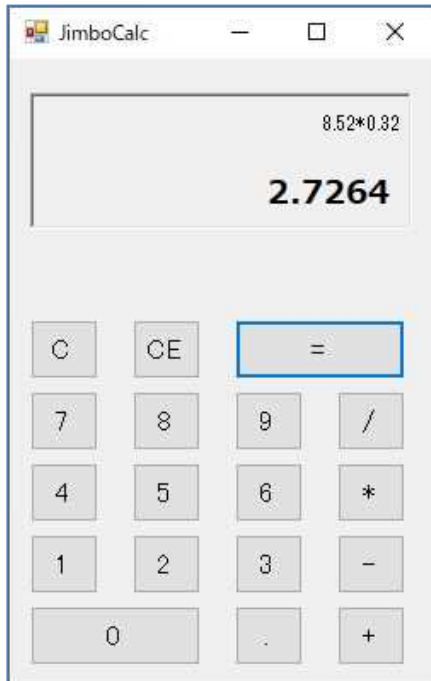 JimboCalc
8.52*0.32
2.7264
C CE =
7 8 9 /
4 5 6 *
1 2 3 -
0 . +